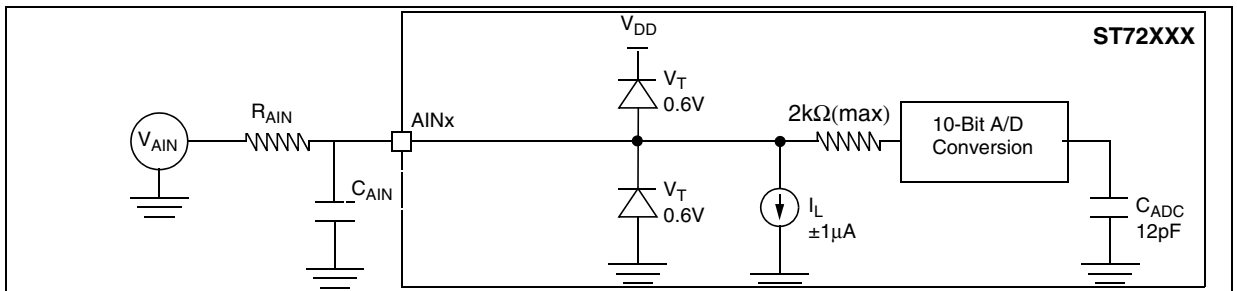 ST72XXX
VDD
VT
0.6V
RAIN
AINx
2kΩ(max)
10-Bit A/D
Conversion
VAIN
CAIN
VT
0.6V
IL
±1μA
CADC
12pF